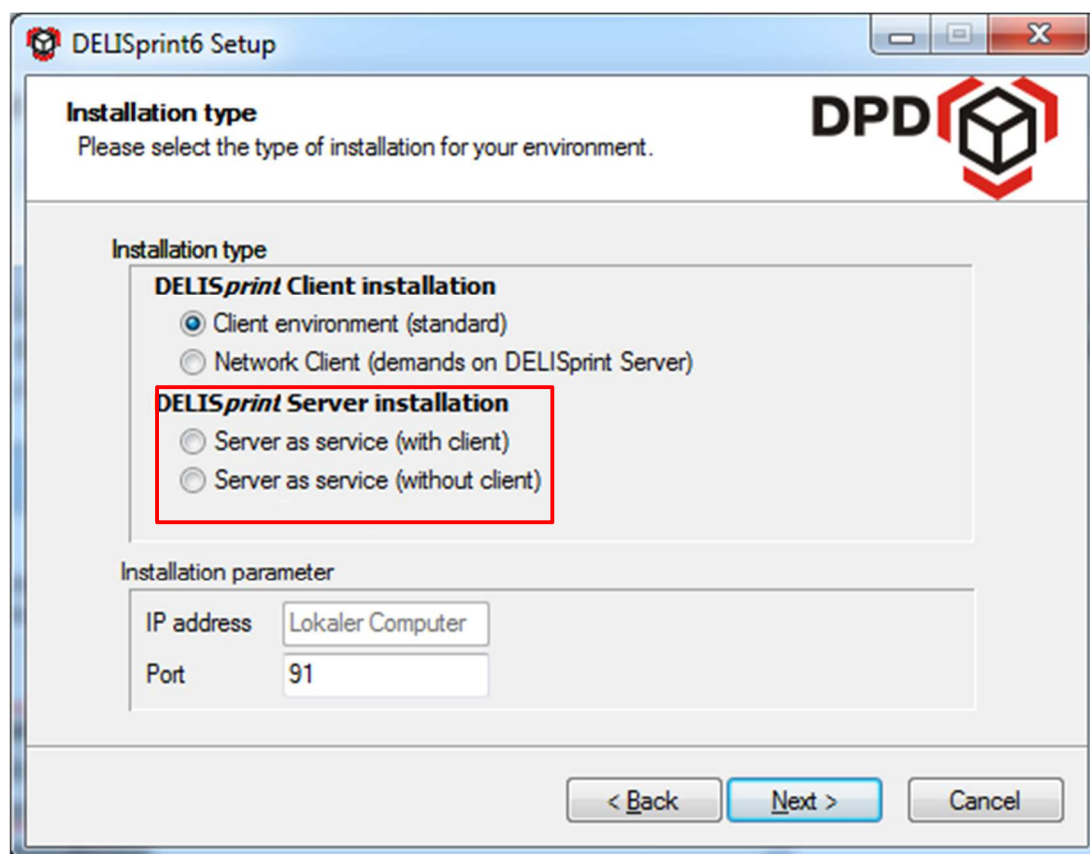 DELISprint6 Setup
Installation type
Please select the type of installation for your environment.
DPD
Installation type
DELISprint Client installation
Client environment (standard)
Network Client (demands on DELISprint Server)
DELISprint Server installation
Server as service (with client)
Server as service (without client)
Installation parameter
IP address Lokaler Computer
Port 91
< Back Next > Cancel